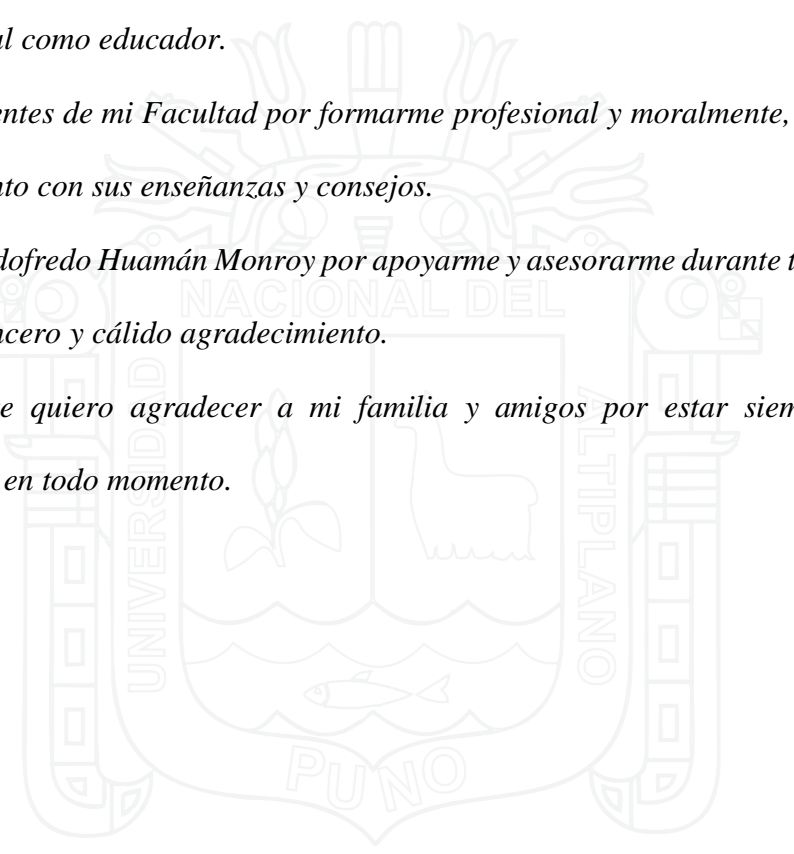 al como educador.
entes de mi Facultad por formarme profesional y moralmente,
nto con sus enseñanzas y consejos.
dofredo Huamán Monroy por apoyarme y asesorarme durante t
ncero y cálido agradecimiento.
e quiero agradecer a mi familia y amigos por estar siem
en todo momento.
NACIONAL DEL
UNIVERSIDAD
ALTIPLANO
PUNO